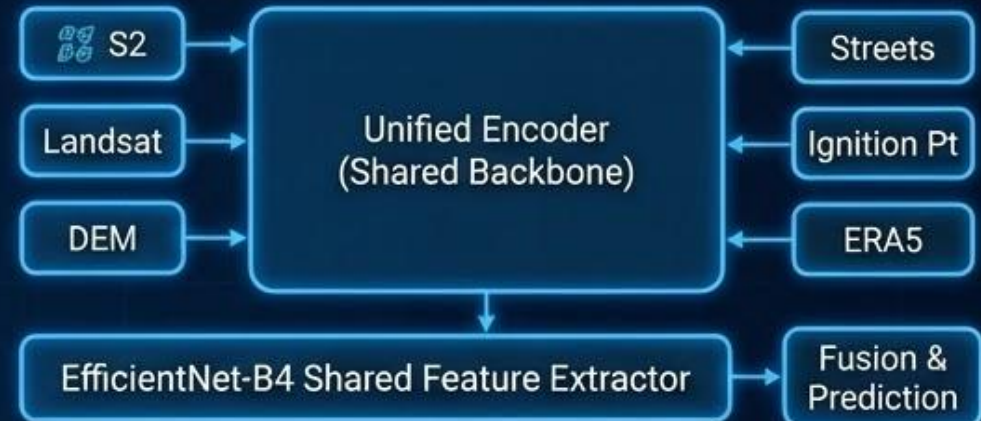 S2
Streets
Landsat
Unified Encoder
(Shared Backbone)
Ignition Pt
DEM
ERA5
EfficientNet-B4 Shared Feature Extractor
Fusion &
Prediction